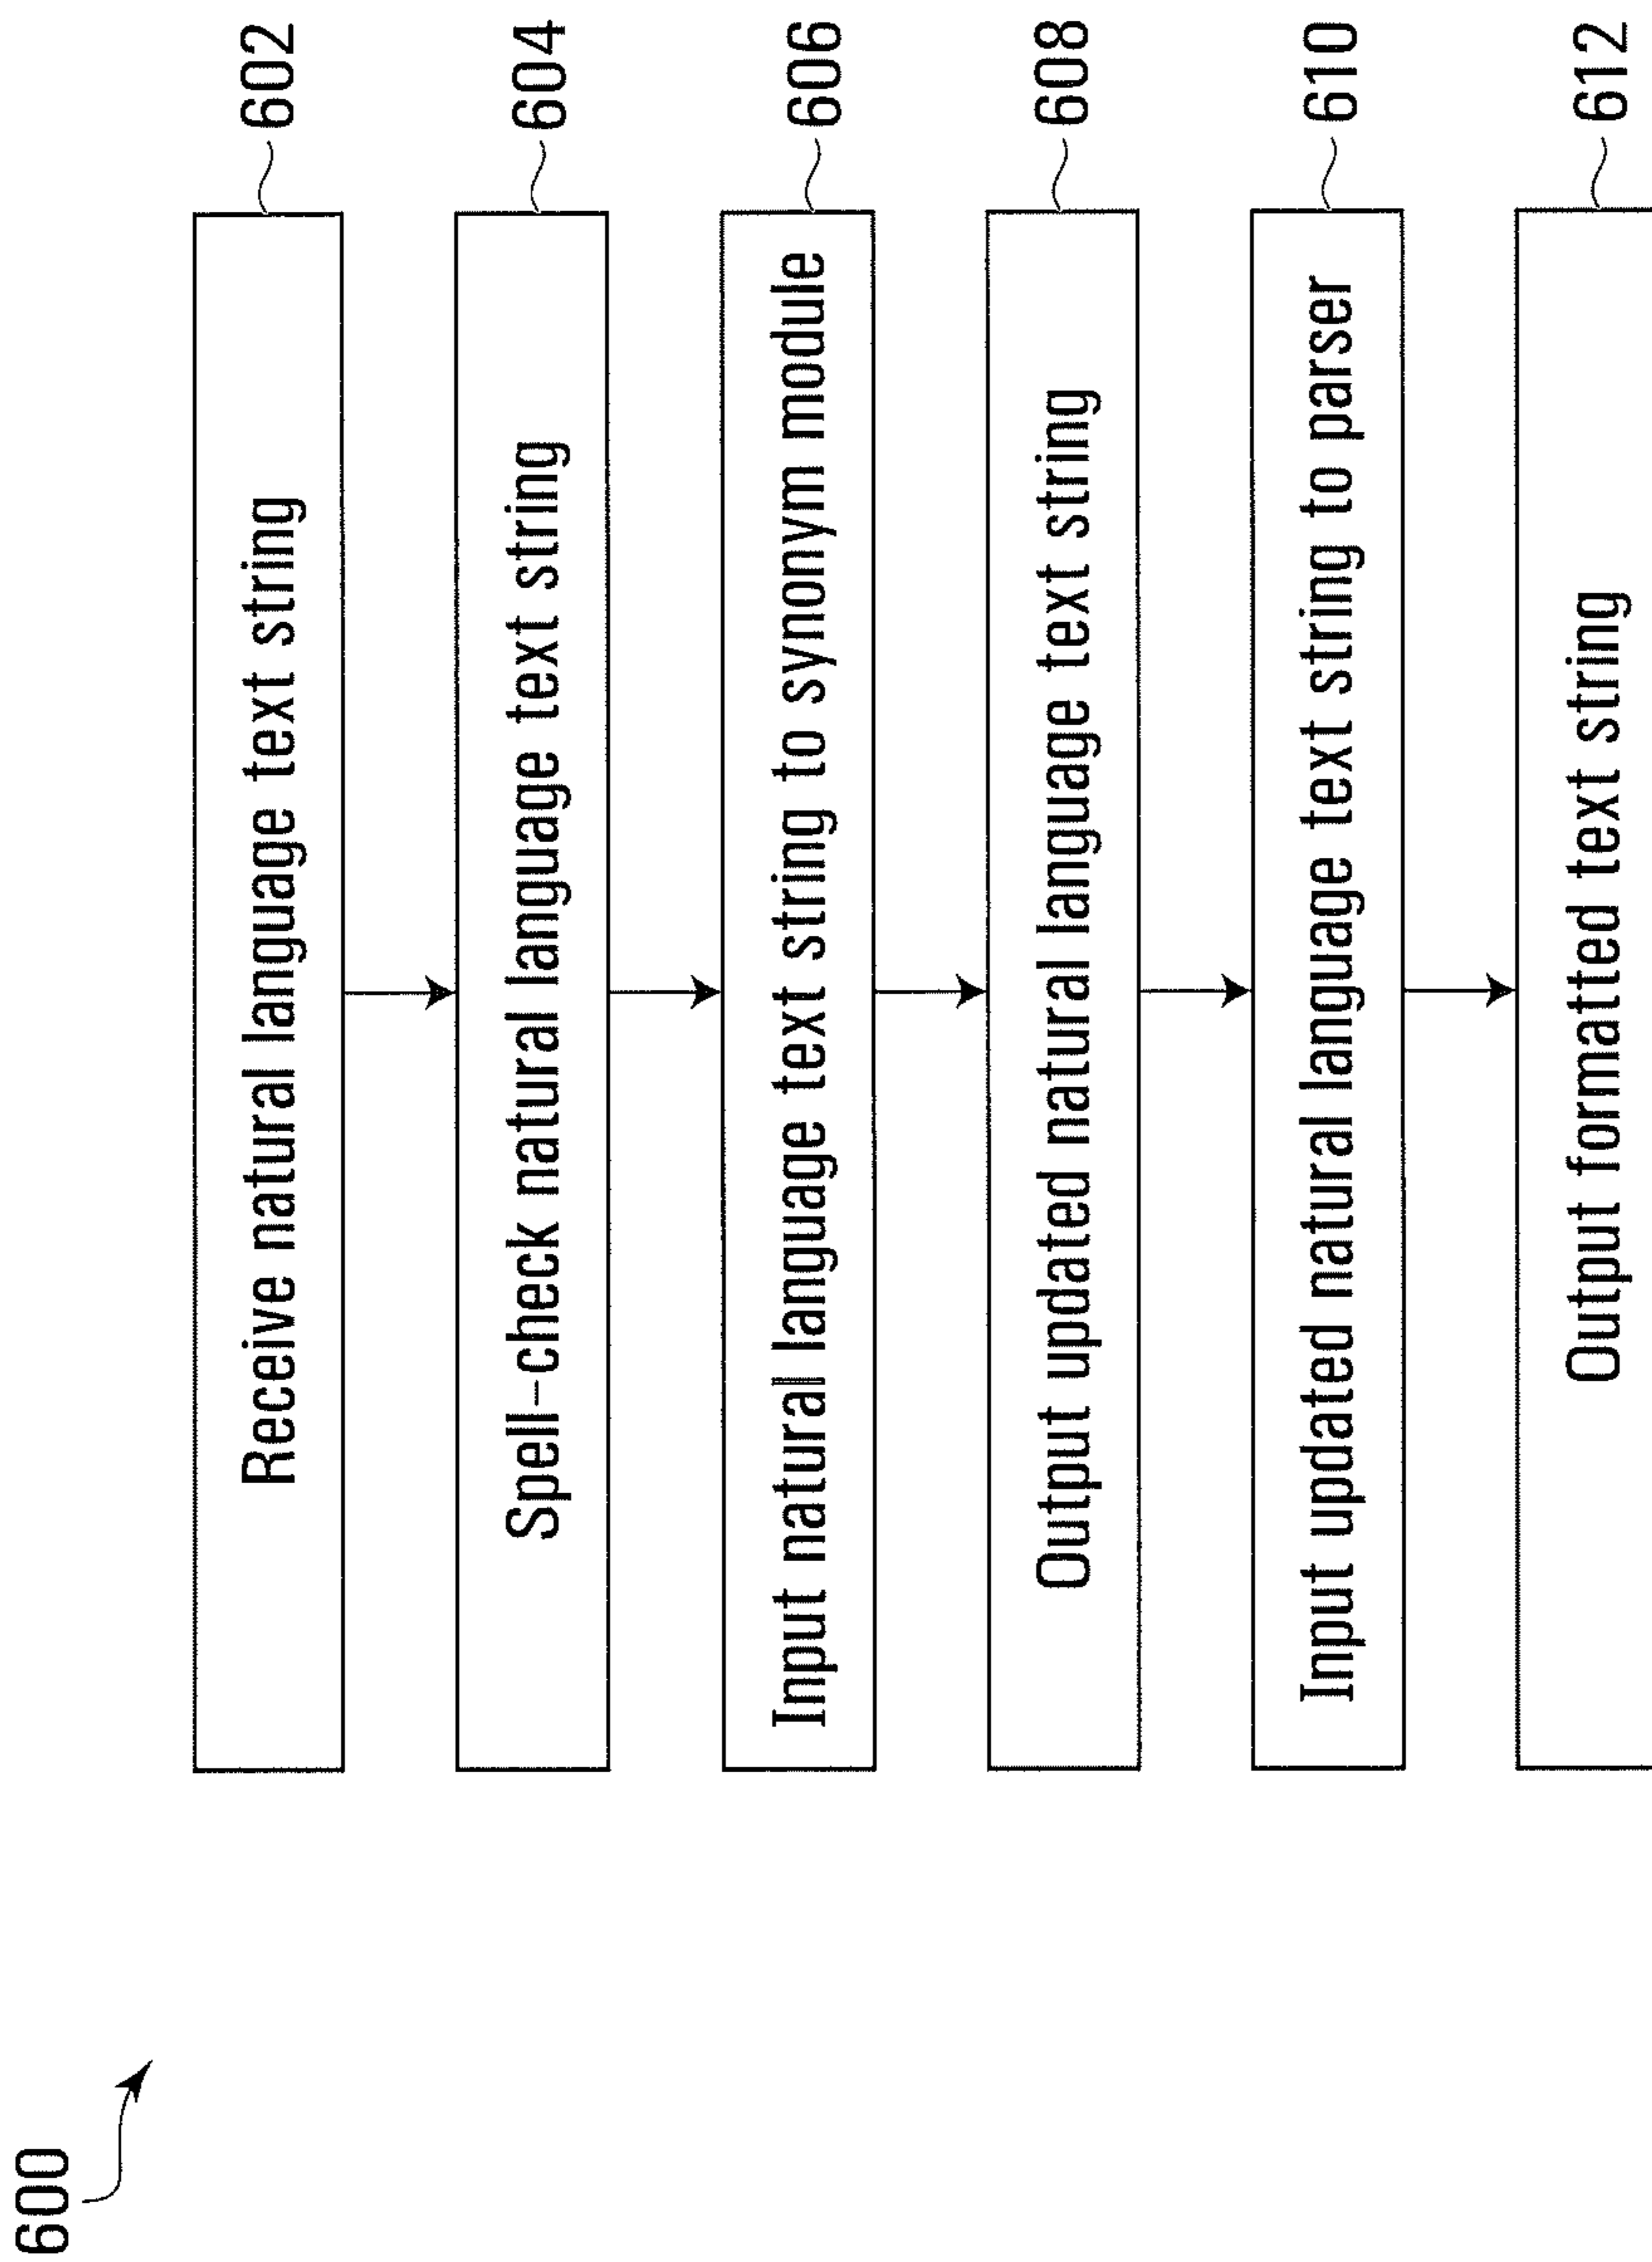 600
Receive natural language text string
602
Spell-check natural language text string
604
Input natural language text string to synonym module
606
Output updated natural language text string
608
Input updated natural language text string to parser
610
Output formatted text string
612